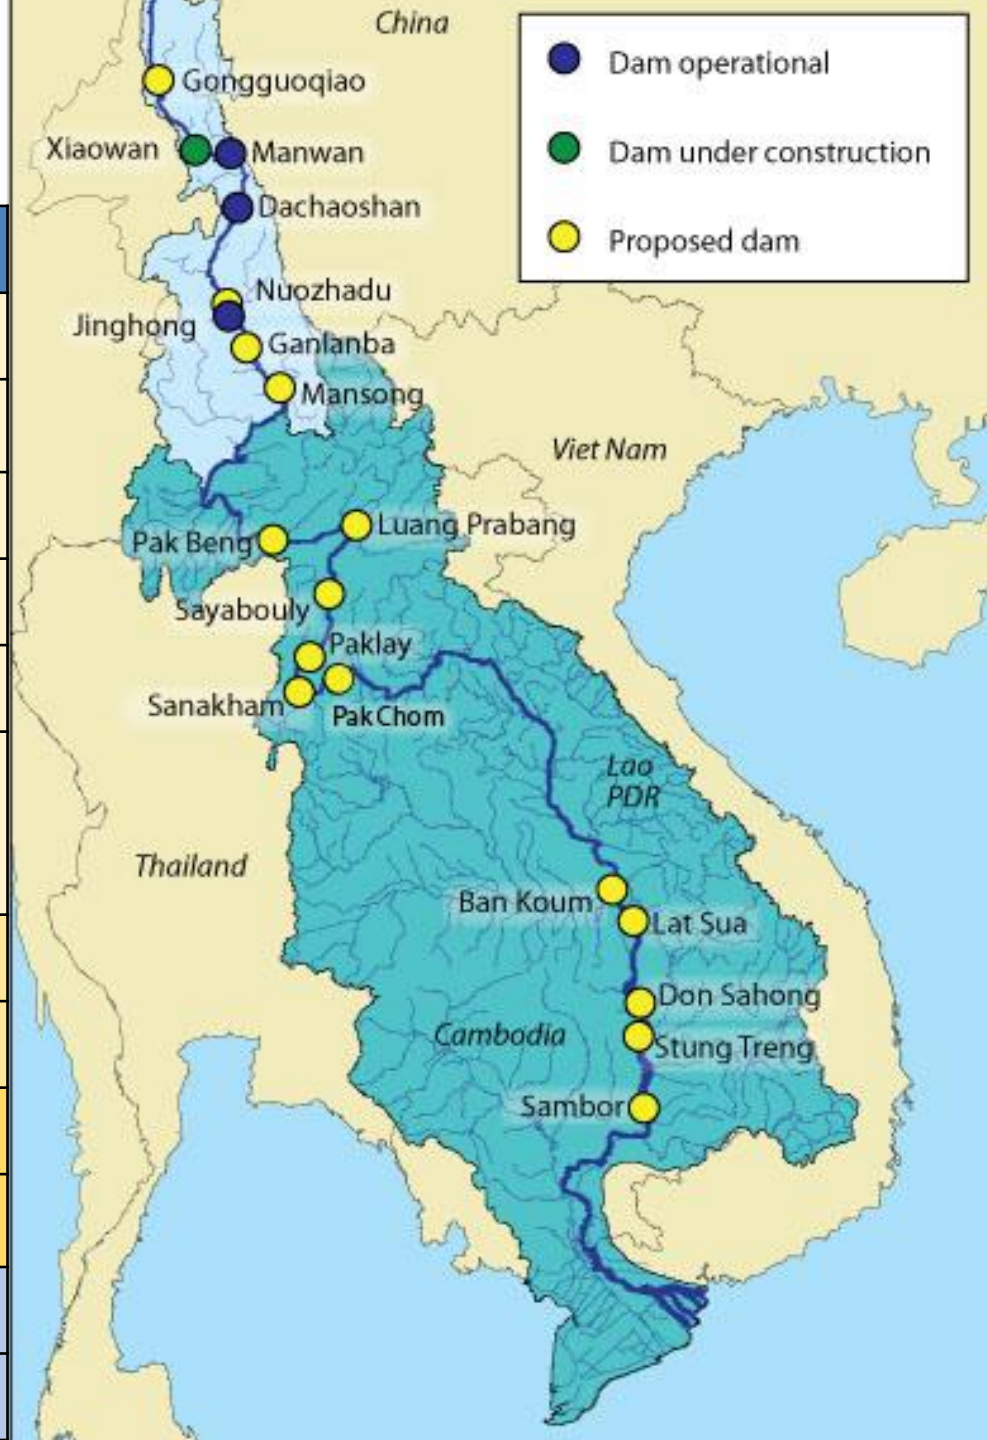 China
Dam operational
Dam under construction
Proposed dam
Gongguoqiao
Xiaowan
Manwan
Dachaoshan
Nuozhadu
Jinghong
Ganlanba
Mansong
Viet Nam
Luang Prabang
Pak Beng
Sayabouly
Paklay
Sanakham
Pak Chom
Lao
PDR
Thailand
Ban Koum
Lat Sua
Don Sahong
Cambodia
Stung Treng
Sambor